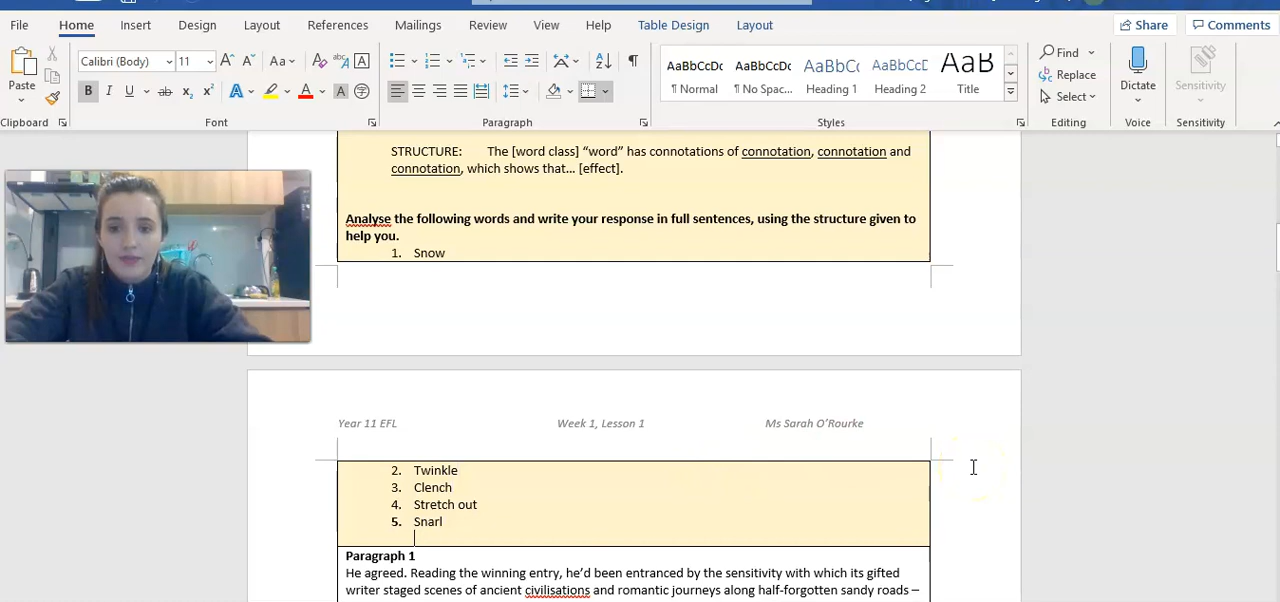 File Home Insert Design Layout References Mailings Review View Help Table Design Layout Share Comments
Calibri (Body) 11 Aa A
Paste
Clipboard Font Paragraph
AaBbCcDc AaBbCcDc AaBbCc AaBbCcD AaB
¶ Normal ¶ No Spac... Heading 1 Heading 2 Title
Styles
Find
Replace
Select
Editing
Dictate
Voice
Sensitivity
Sensitivity
STRUCTURE: The [word class] “word” has connotations of connotation, connotation and
connotation, which shows that… [effect].
Analyse the following words and write your response in full sentences, using the structure given to
help you.
1. Snow
Year 11 EFL Week 1, Lesson 1 Ms Sarah O’Rourke
2. Twinkle
3. Clench
4. Stretch out
5. Snarl
Paragraph 1
He agreed. Reading the winning entry, he’d been entranced by the sensitivity with which its gifted
writer staged scenes of ancient civilisations and romantic journeys along half-forgotten sandy roads –